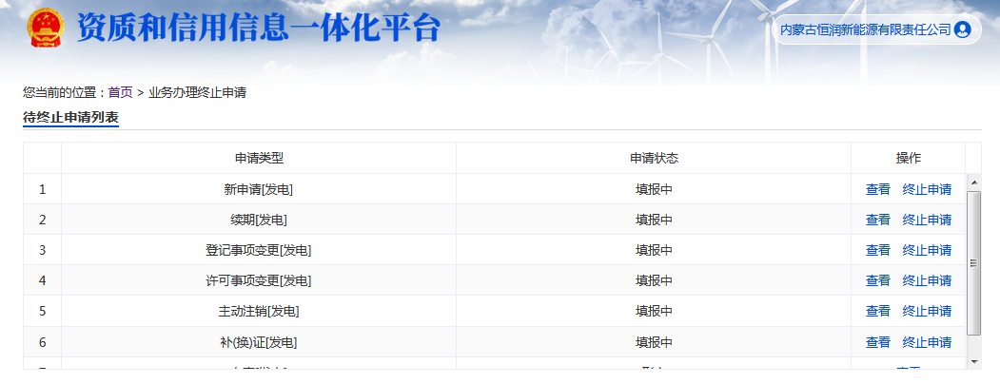 资质和信用信息一体化平台
内蒙古恒润新能源有限责任公司
您当前的位置：首页 > 业务办理终止申请
待终止申请列表
申请类型 申请状态 操作
1 新申请[发电] 填报中 查看 终止申请
2 续期[发电] 填报中 查看 终止申请
3 登记事项变更[发电] 填报中 查看 终止申请
4 许可事项变更[发电] 填报中 查看 终止申请
5 主动注销[发电] 填报中 查看 终止申请
6 补(换)证[发电] 填报中 查看 终止申请